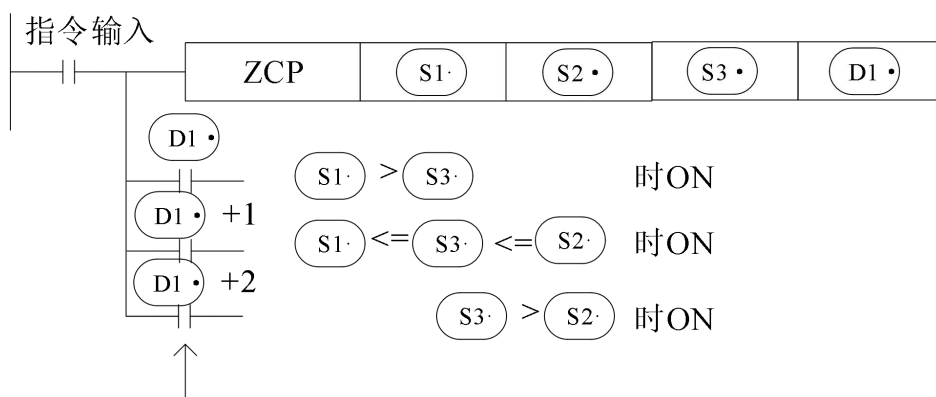 指令输入
ZCP S1· S2· S3· D1·
D1·
S1· > S3· 时ON
D1· +1
S1· <= S3· <= S2· 时ON
D1· +2
S3· > S2· 时ON